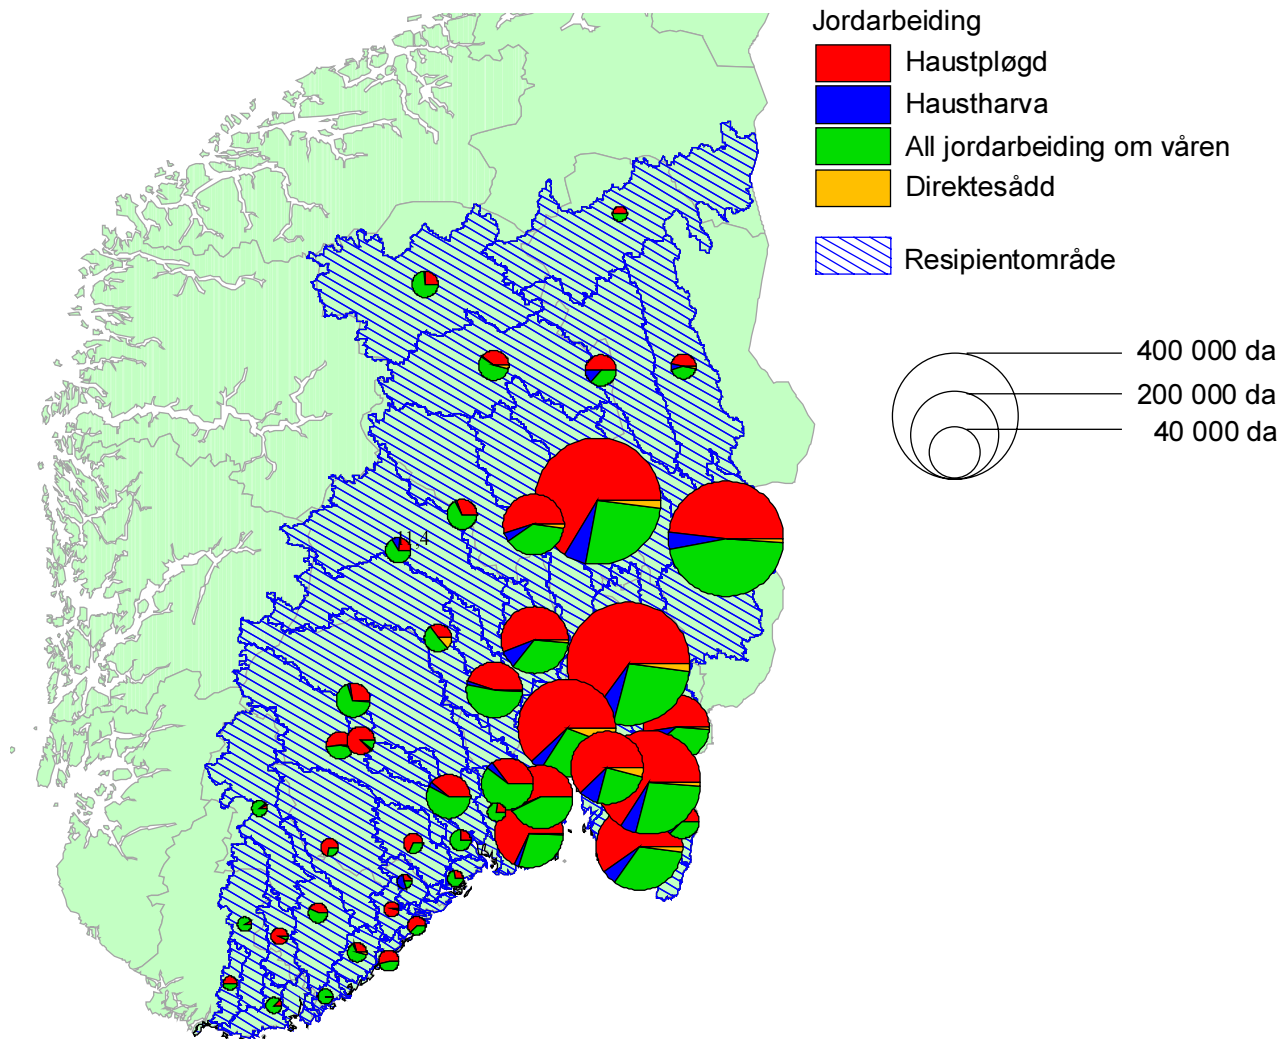 Jordarbeiding
Haustpløgd
Haustharva
All jordarbeiding om våren
Direktesådd
Resipientområde
400 000 da
200 000 da
40 000 da